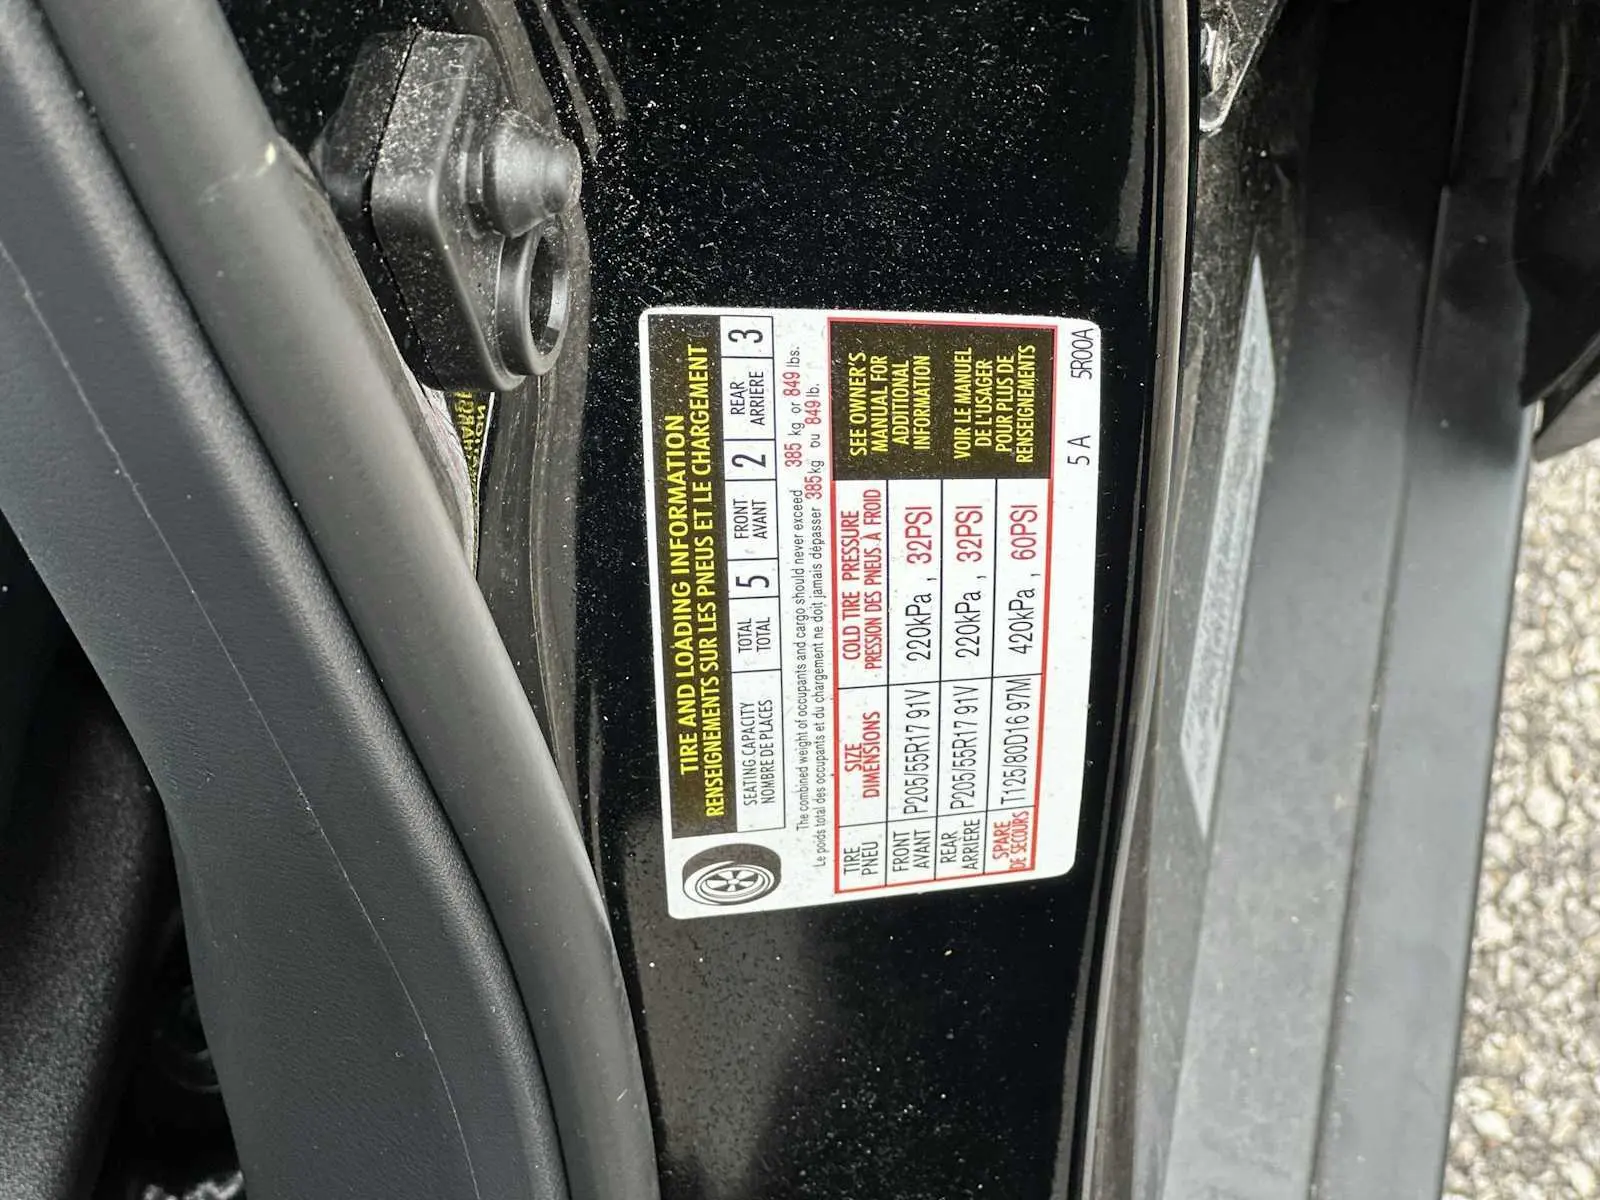 TIRE AND LOADING INFORMATION
RENSEIGNEMENTS SUR LES PNEUS ET LE CHARGEMENT
SEATING CAPACITY
NOMBRE DE PLACES
TOTAL
TOTAL
5
FRONT
AVANT
2
REAR
ARRIERE
3
The combined weight of occupants and cargo should never exceed 385 kg or 849 lbs.
Le poids total des occupants et du chargement ne doit jamais dépasser 385 kg ou 849 lb.
TIRE
PNEU
SIZE
DIMENSIONS
COLD TIRE PRESSURE
PRESSION DES PNEUS À FROID
FRONT
AVANT
P205/55R17 91V
220kPa , 32PSI
REAR
ARRIERE
P205/55R17 91V
220kPa , 32PSI
SPARE
DE SECOURS
T125/80D16 97M
420kPa , 60PSI
SEE OWNER'S
MANUAL FOR
ADDITIONAL
INFORMATION
VOIR LE MANUEL
DE L'USAGER
POUR PLUS DE
RENSEIGNEMENTS
5 A 5R00A